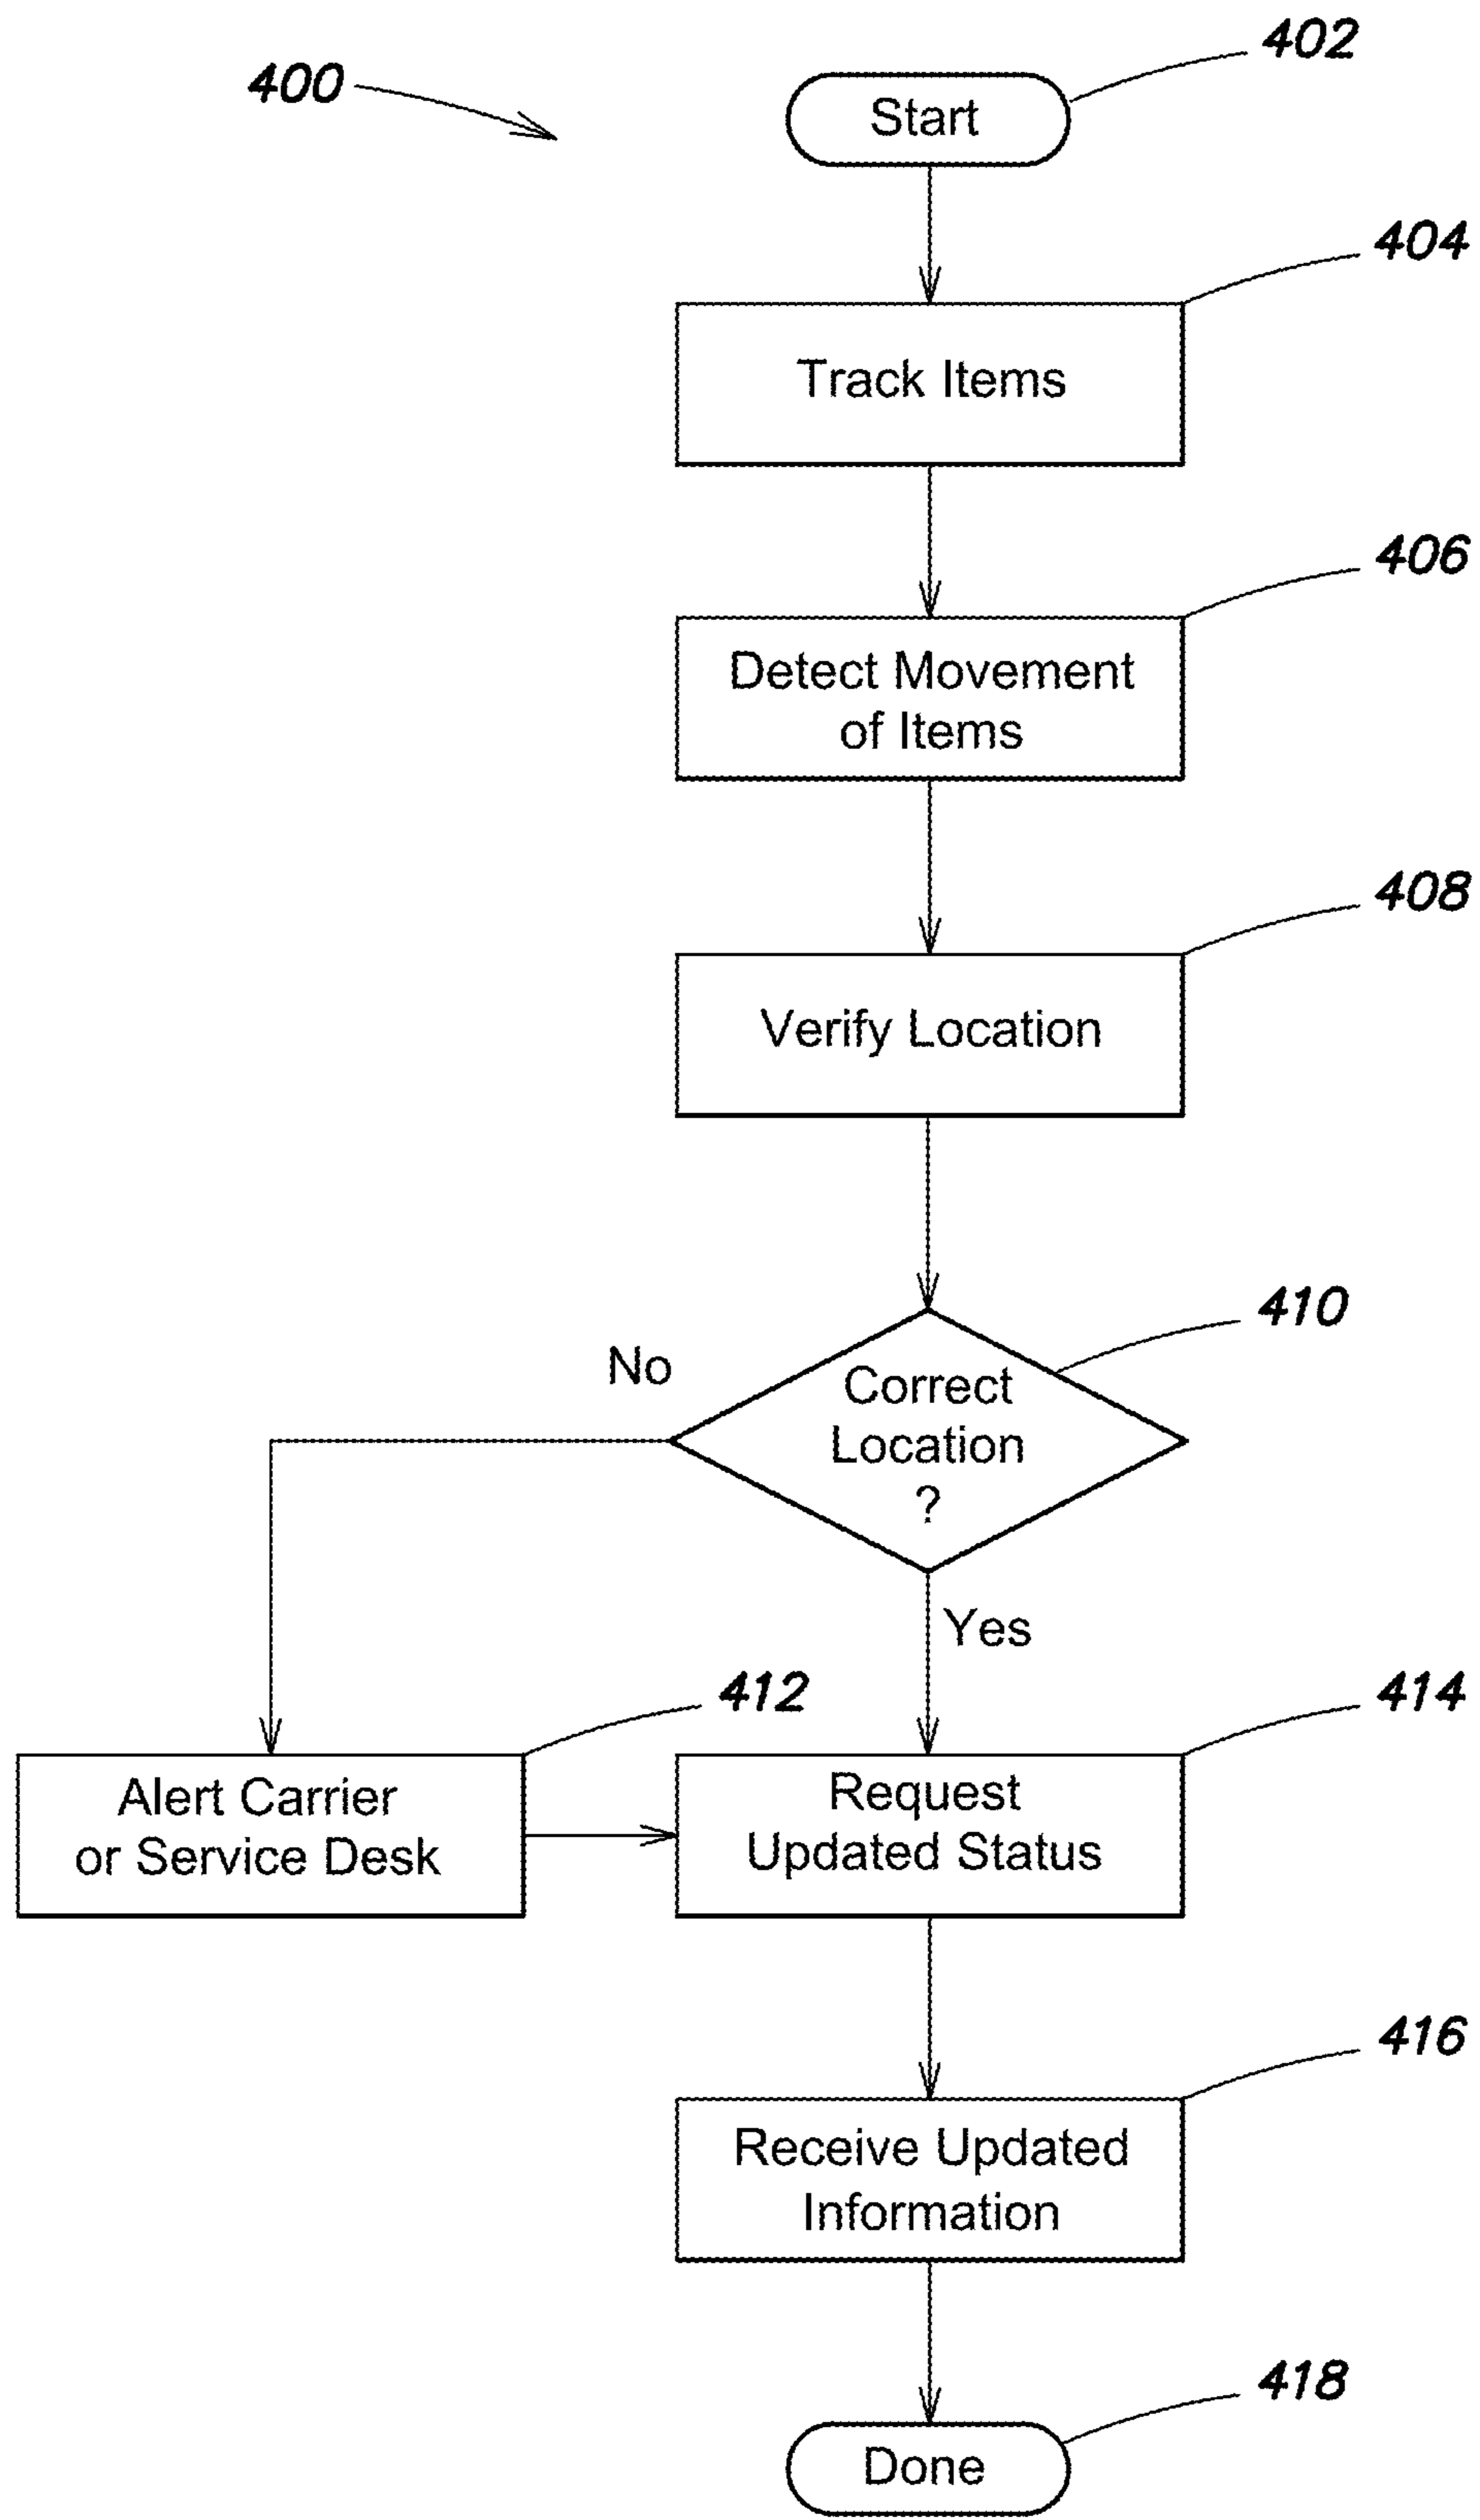 402
400
Start
404
Track Items
406
Detect Movement
of Items
408
Verify Location
410
No
Correct
Location
?
Yes
412
414
Alert Carrier
or Service Desk
Request
Updated Status
416
Receive Updated
Information
418
Done